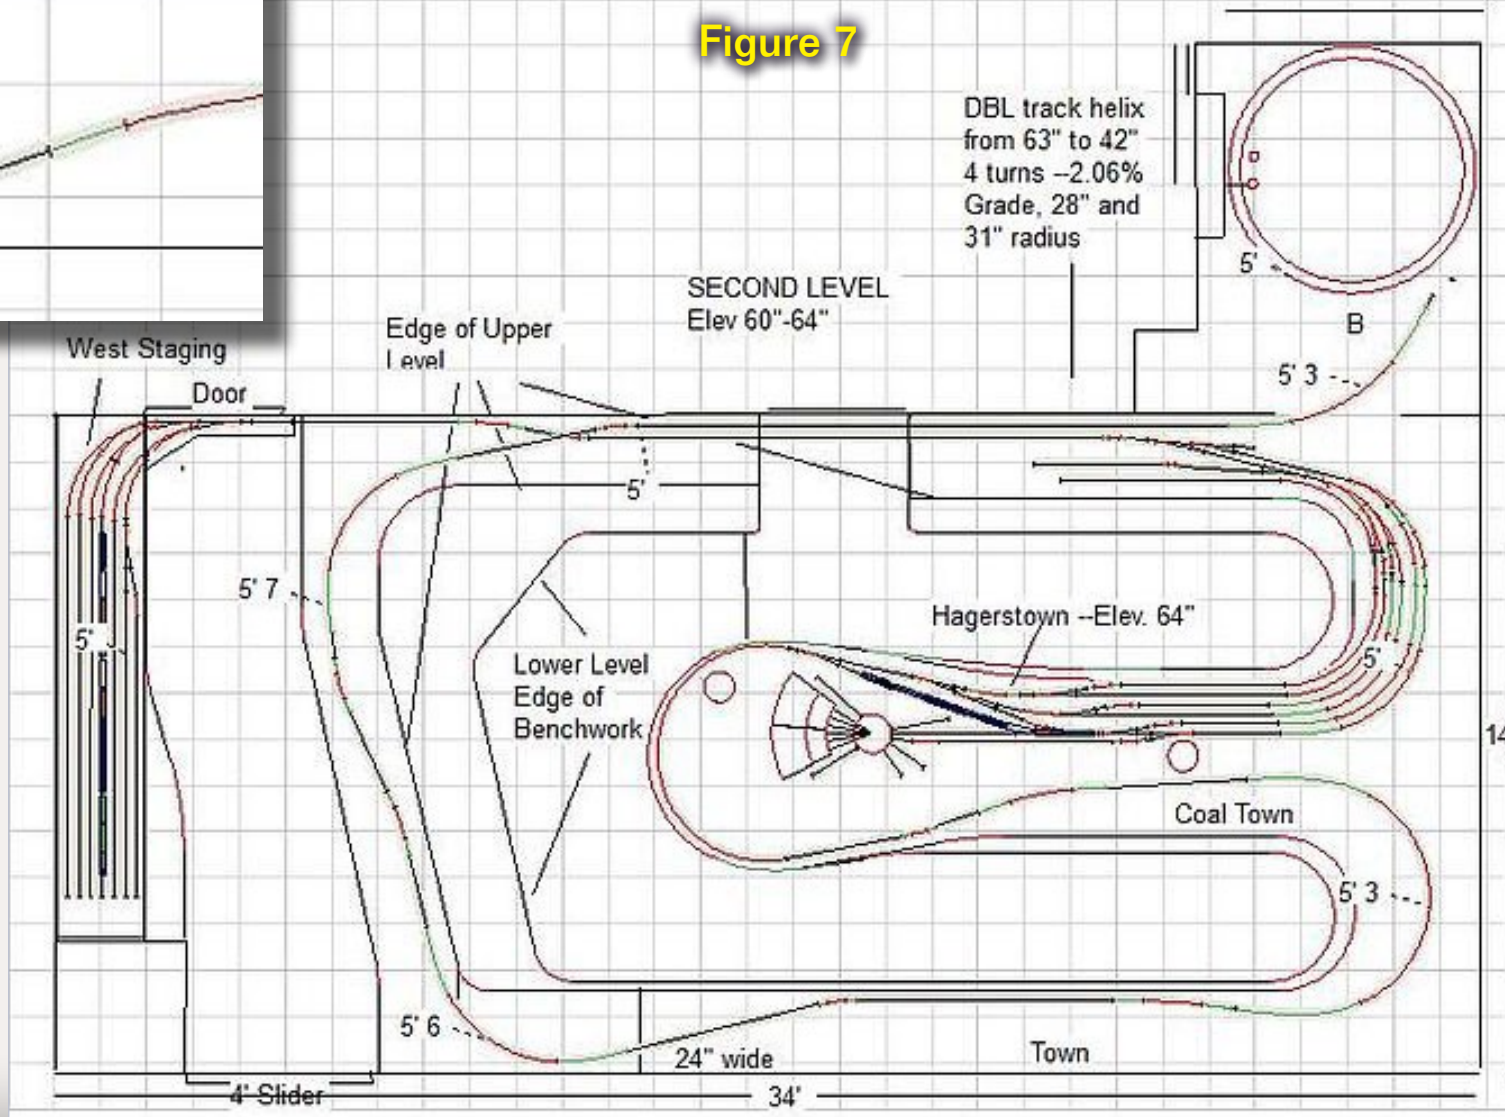 Figure 7
DBL track helix
from 63" to 42"
4 turns --2.06%
Grade, 28" and
31" radius
5'
B
5' 3
SECOND LEVEL
Elev 60"-64"
Edge of Upper
Level
West Staging
Door
5'
5' 7
5'
Hagerstown --Elev. 64"
5'
Lower Level
Edge of
Benchwork
14
Coal Town
5' 3
5' 6
24" wide
Town
4' Slider
34'